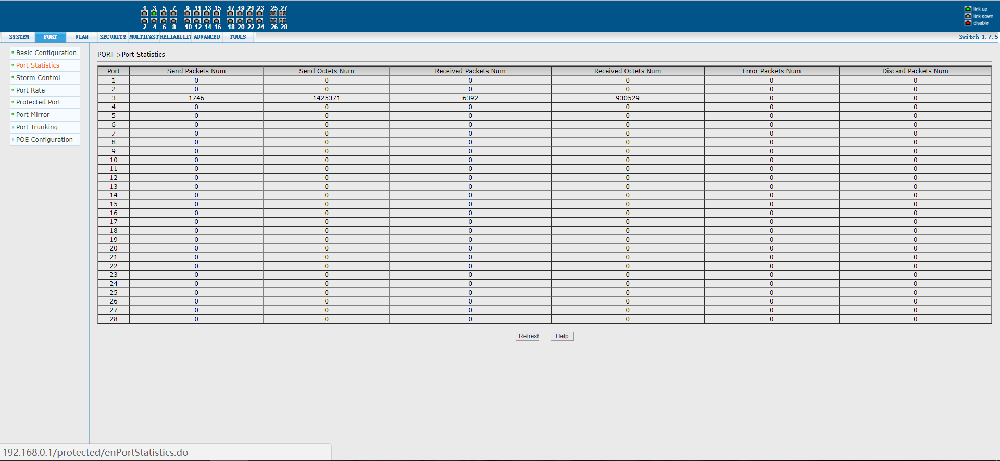 1 3 5 7 9 11 13 15 17 19 21 23 25 27
2 4 6 8 10 12 14 16 18 20 22 24 26 28
link up
link down
disable
SYSTEM PORT VLAN SECURITY MULTICAST RELIABILI ADVANCED TOOLS Switch 1.7.5
Basic Configuration
Port Statistics
Storm Control
Port Rate
Protected Port
Port Mirror
Port Trunking
POE Configuration
PORT->Port Statistics
Port Send Packets Num Send Octets Num Received Packets Num Received Octets Num Error Packets Num Discard Packets Num
1 0 0 0 0 0 0
2 0 0 0 0 0 0
3 1746 1425371 6392 930529 0 0
4 0 0 0 0 0 0
5 0 0 0 0 0 0
6 0 0 0 0 0 0
7 0 0 0 0 0 0
8 0 0 0 0 0 0
9 0 0 0 0 0 0
10 0 0 0 0 0 0
11 0 0 0 0 0 0
12 0 0 0 0 0 0
13 0 0 0 0 0 0
14 0 0 0 0 0 0
15 0 0 0 0 0 0
16 0 0 0 0 0 0
17 0 0 0 0 0 0
18 0 0 0 0 0 0
19 0 0 0 0 0 0
20 0 0 0 0 0 0
21 0 0 0 0 0 0
22 0 0 0 0 0 0
23 0 0 0 0 0 0
24 0 0 0 0 0 0
25 0 0 0 0 0 0
26 0 0 0 0 0 0
27 0 0 0 0 0 0
28 0 0 0 0 0 0
Refresh Help
192.168.0.1/protected/enPortStatistics.do